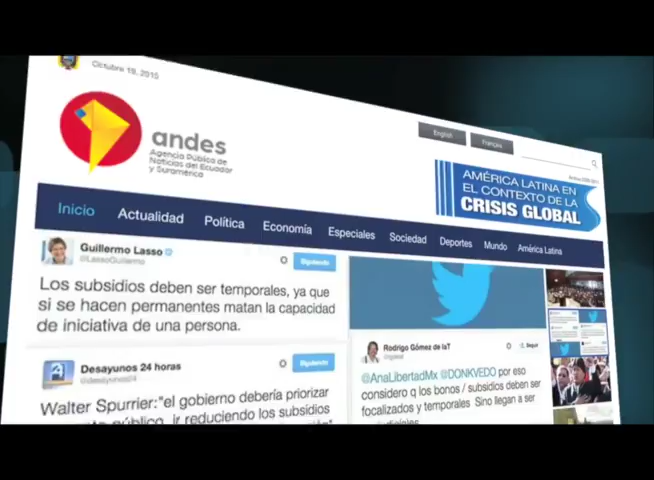 Octubre 19, 2015
andes
Agencia Pública de
Noticias del Ecuador
y Suramérica
English
Français
AMÉRICA LATINA EN
EL CONTEXTO DE LA
CRISIS GLOBAL
Inicio Actualidad Política Economía Especiales Sociedad Deportes Mundo América Latina
Guillermo Lasso
@LassoGuillermo
Siguiendo
Los subsidios deben ser temporales, ya que
si se hacen permanentes matan la capacidad
de iniciativa de una persona.
Desayunos 24 horas
@desayunos24
Siguiendo
Walter Spurrier:"el gobierno debería priorizar
público, ir reduciendo los subsidios
Rodrigo Gómez de laT
Seguir
@AnaLibertadMx @DONKVEDO por eso
considero q los bonos / subsidios deben ser
focalizados y temporales Sino llegan a ser